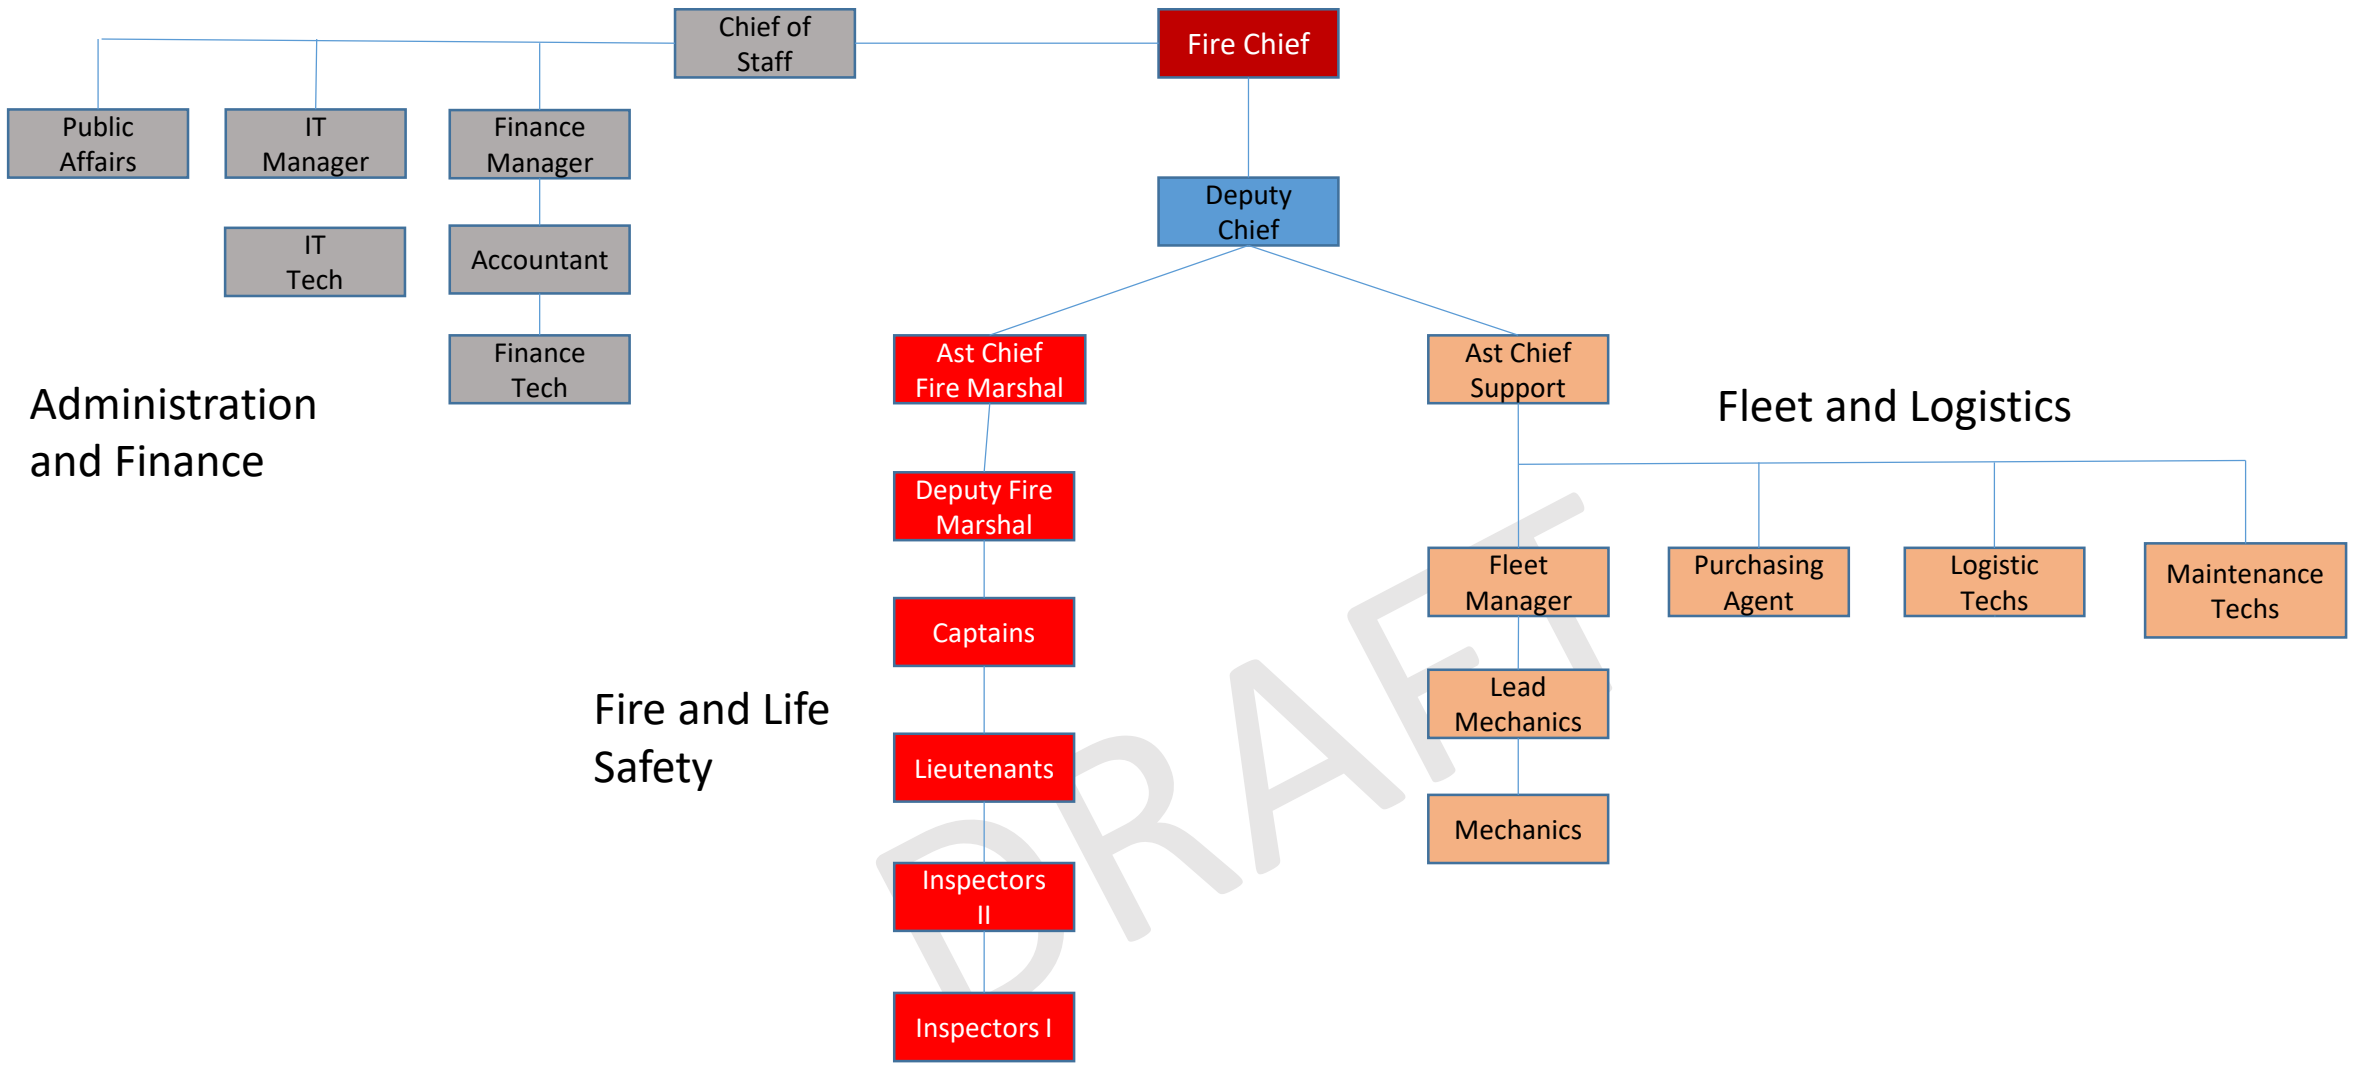 Chief of
Staff
Fire Chief
Public
Affairs
IT
Manager
Finance
Manager
Deputy
Chief
IT
Tech
Accountant
Finance
Tech
Ast Chief
Fire Marshal
Ast Chief
Support
Administration
and Finance
Fleet and Logistics
Deputy Fire
Marshal
Fleet
Manager
Purchasing
Agent
Logistic
Techs
Maintenance
Techs
Captains
Lead
Mechanics
Fire and Life
Safety
Lieutenants
Mechanics
Inspectors
II
Inspectors I
DRAFT